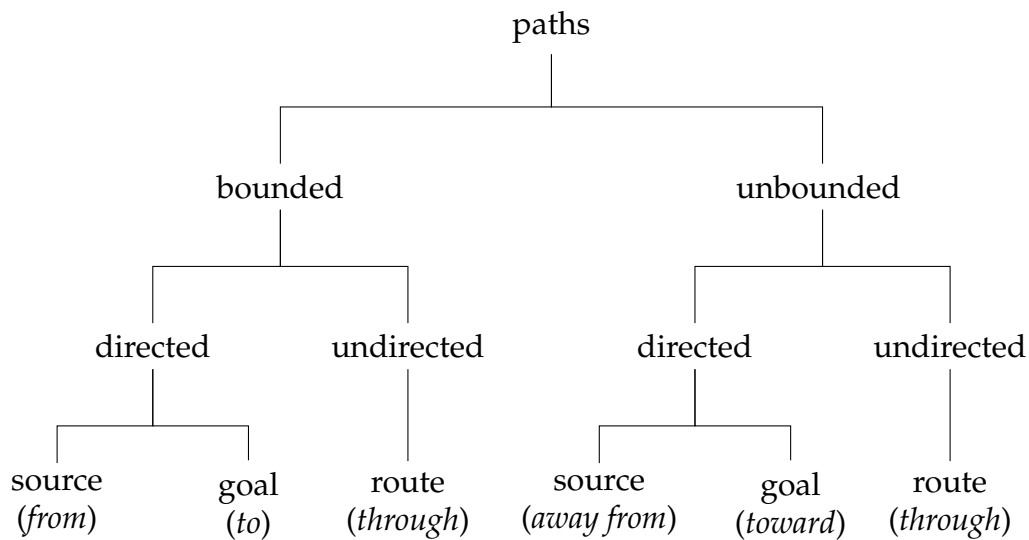 paths
bounded unbounded
directed undirected directed undirected
source goal route source goal route
(from) (to) (through) (away from) (toward) (through)